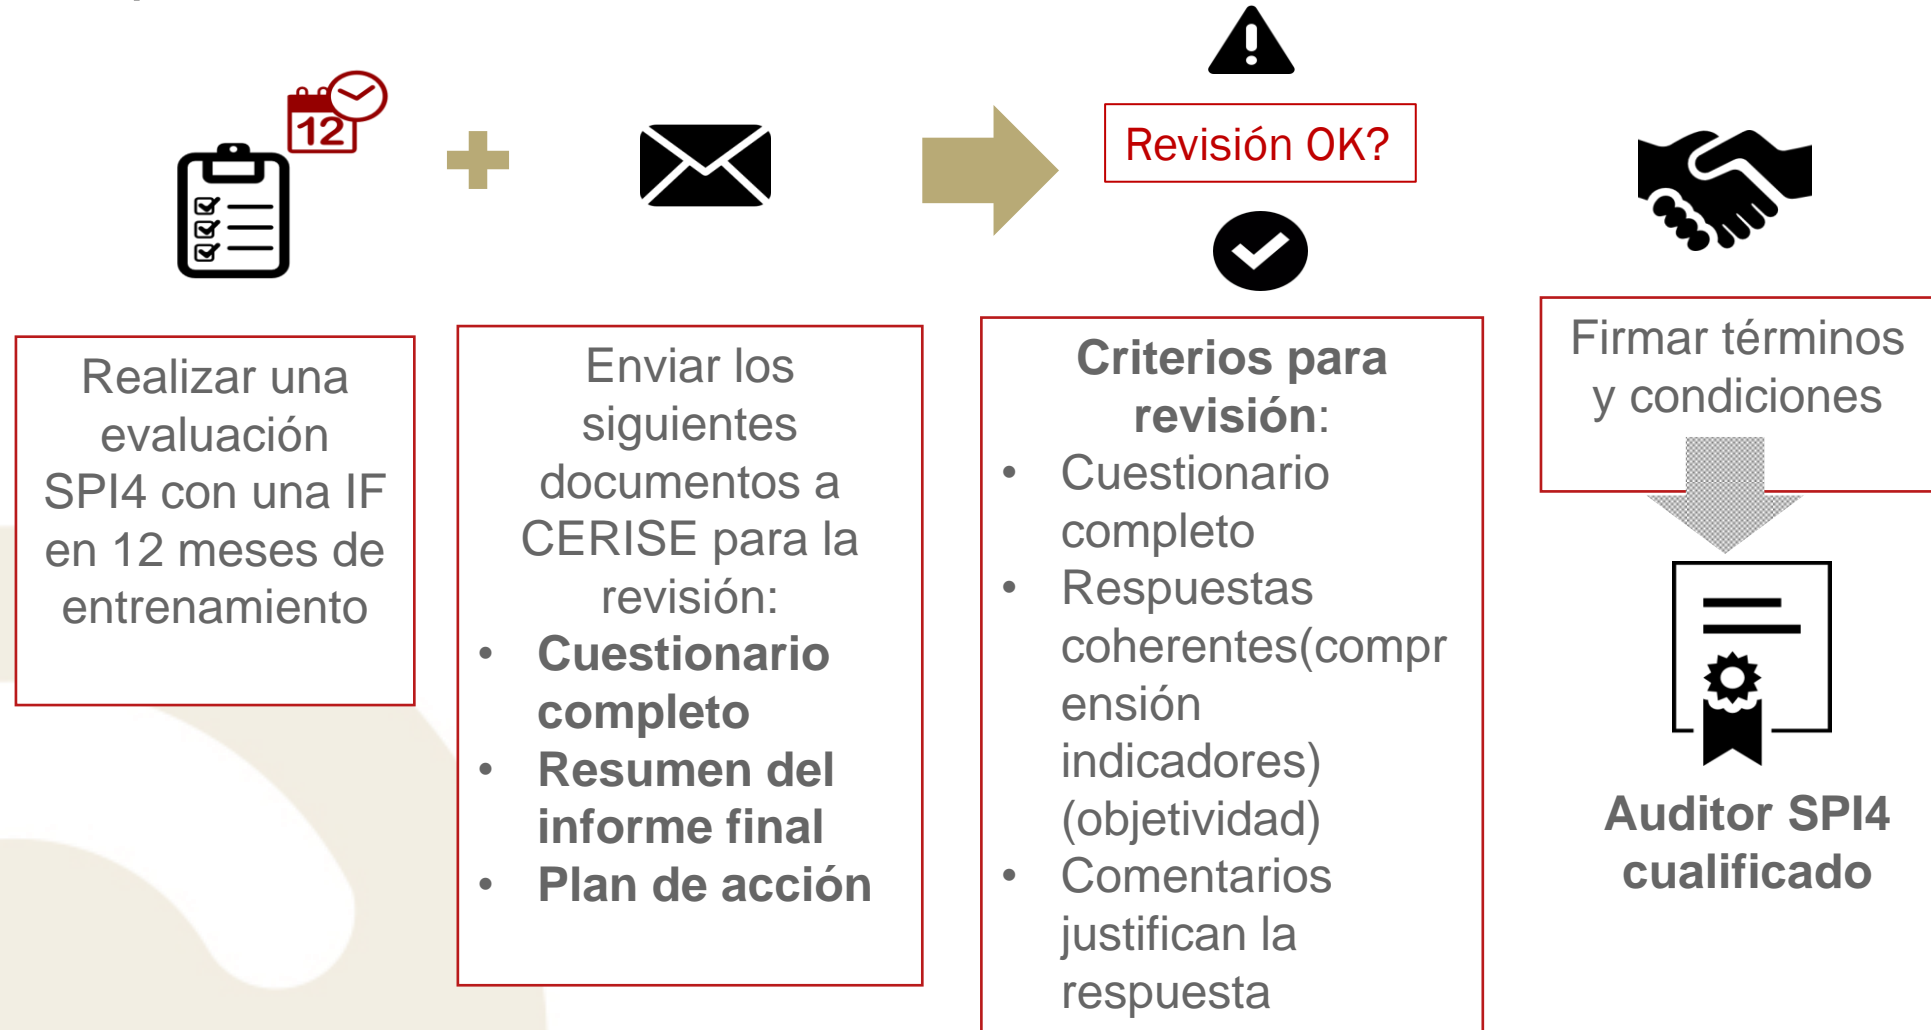 12
Realizar una
evaluación
SPI4 con una IF
en 12 meses de
entrenamiento
Enviar los
siguientes
documentos a
CERISE para la
revisión:
• Cuestionario
completo
• Resumen del
informe final
• Plan de acción
Revisión OK?
Criterios para
revisión:
• Cuestionario
completo
• Respuestas
coherentes(compr
ensión
indicadores)
(objetividad)
• Comentarios
justifican la
respuesta
Firmar términos
y condiciones
Auditor SPI4
cualificado